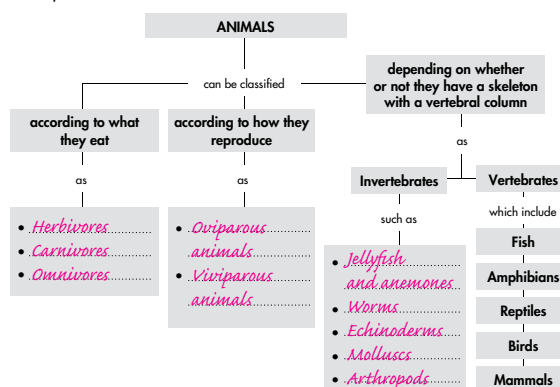 ANIMALS
can be classified
according to what
they eat
as
• Herbivores
• Carnivores
• Omnivores
according to how they
reproduce
as
• Oviparous
animals
• Viviparous
animals
depending on whether
or not they have a skeleton
with a vertebral column
as
Invertebrates
such as
• Jellyfish
and anemones
• Worms
• Echinoderms
• Molluscs
• Arthropods
Vertebrates
which include
Fish
Amphibians
Reptiles
Birds
Mammals